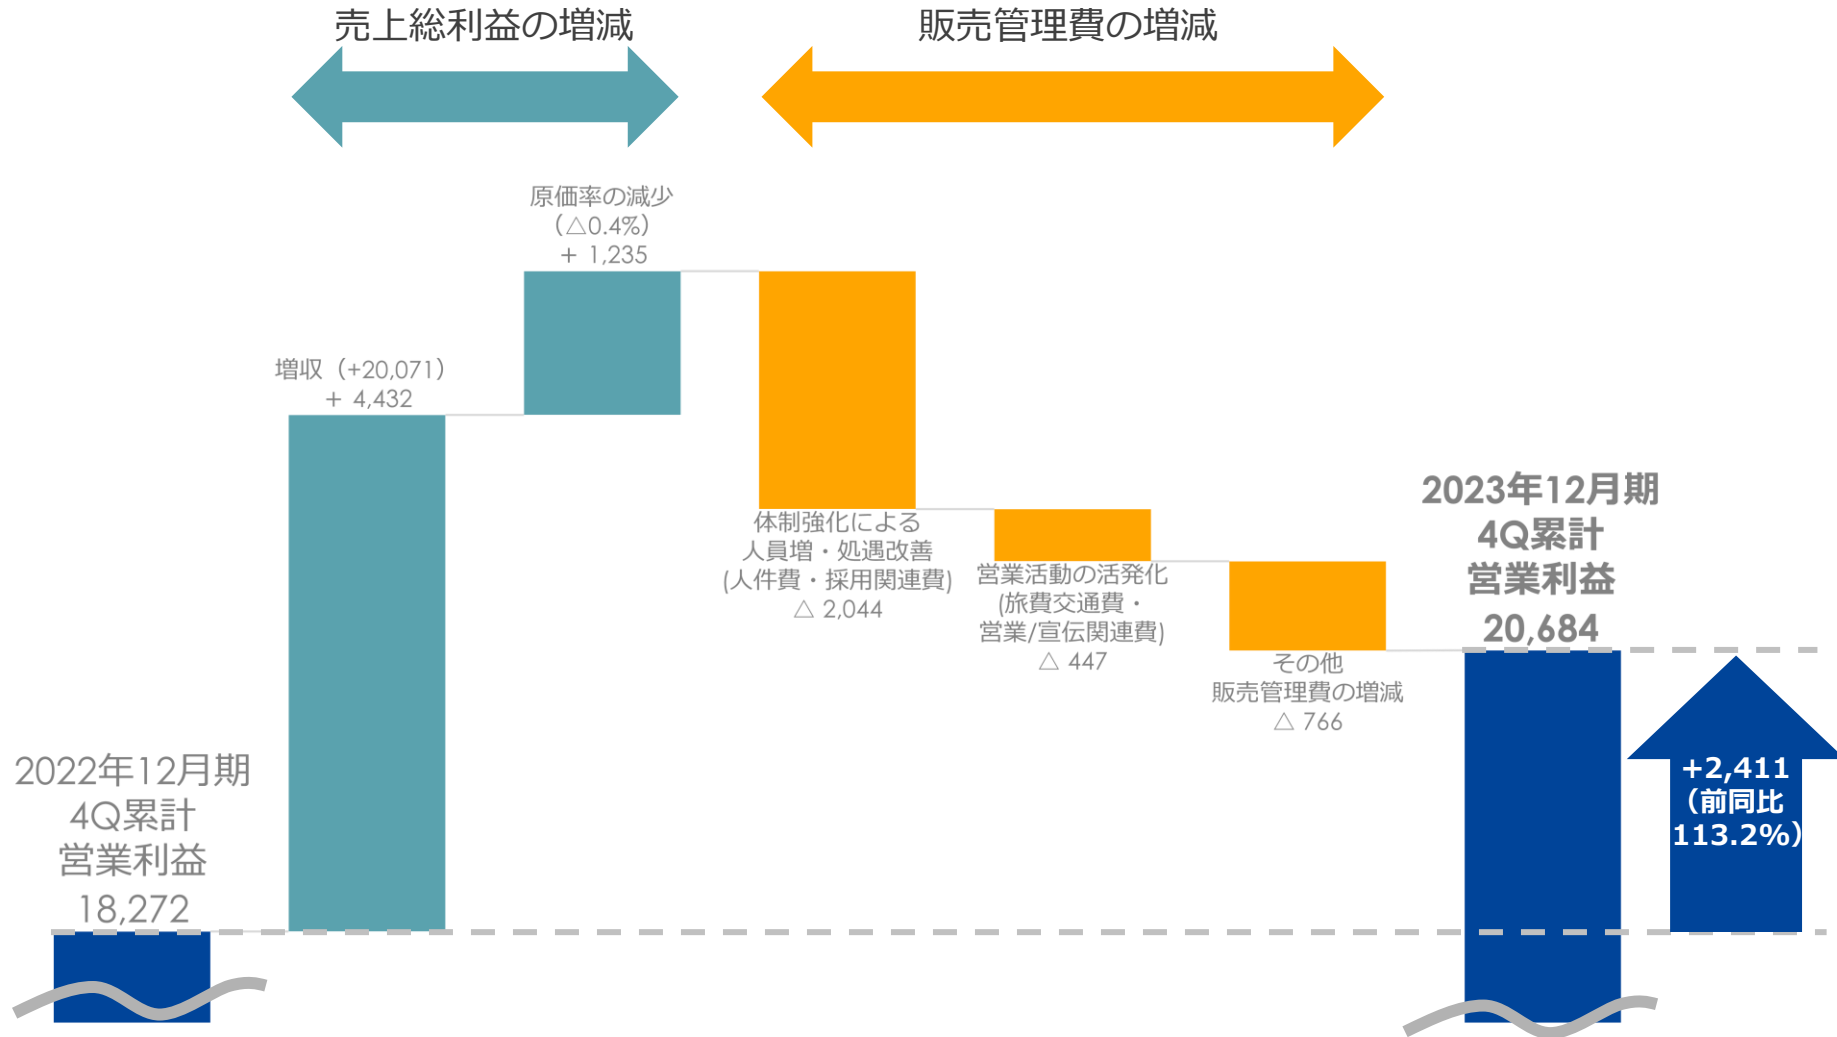 売上総利益の増減
販売管理費の増減
原価率の減少
（△0.4%）
+ 1,235
増収（+20,071）
+ 4,432
体制強化による
人員増・処遇改善
(人件費・採用関連費)
△ 2,044
営業活動の活発化
(旅費交通費・
営業/宣伝関連費)
△ 447
その他
販売管理費の増減
△ 766
2022年12月期
4Q累計
営業利益
18,272
2023年12月期
4Q累計
営業利益
20,684
+2,411
（前同比
113.2%）